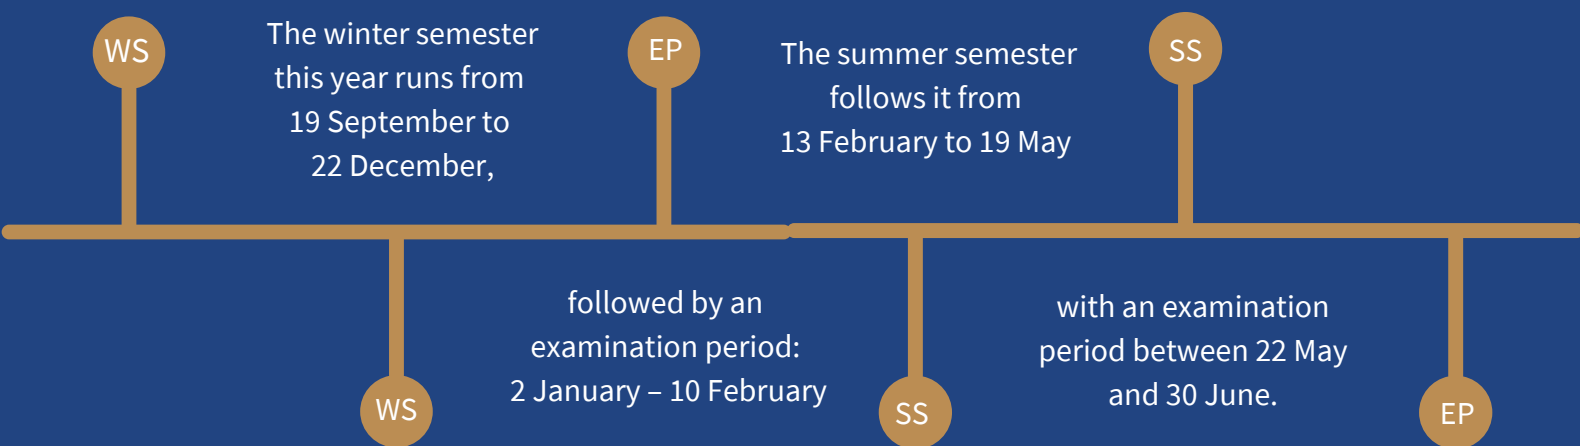 WS
The winter semester
this year runs from
19 September to
22 December,
WS
EP
followed by an
examination period:
2 January – 10 February
The summer semester
follows it from
13 February to 19 May
SS
SS
with an examination
period between 22 May
and 30 June.
EP